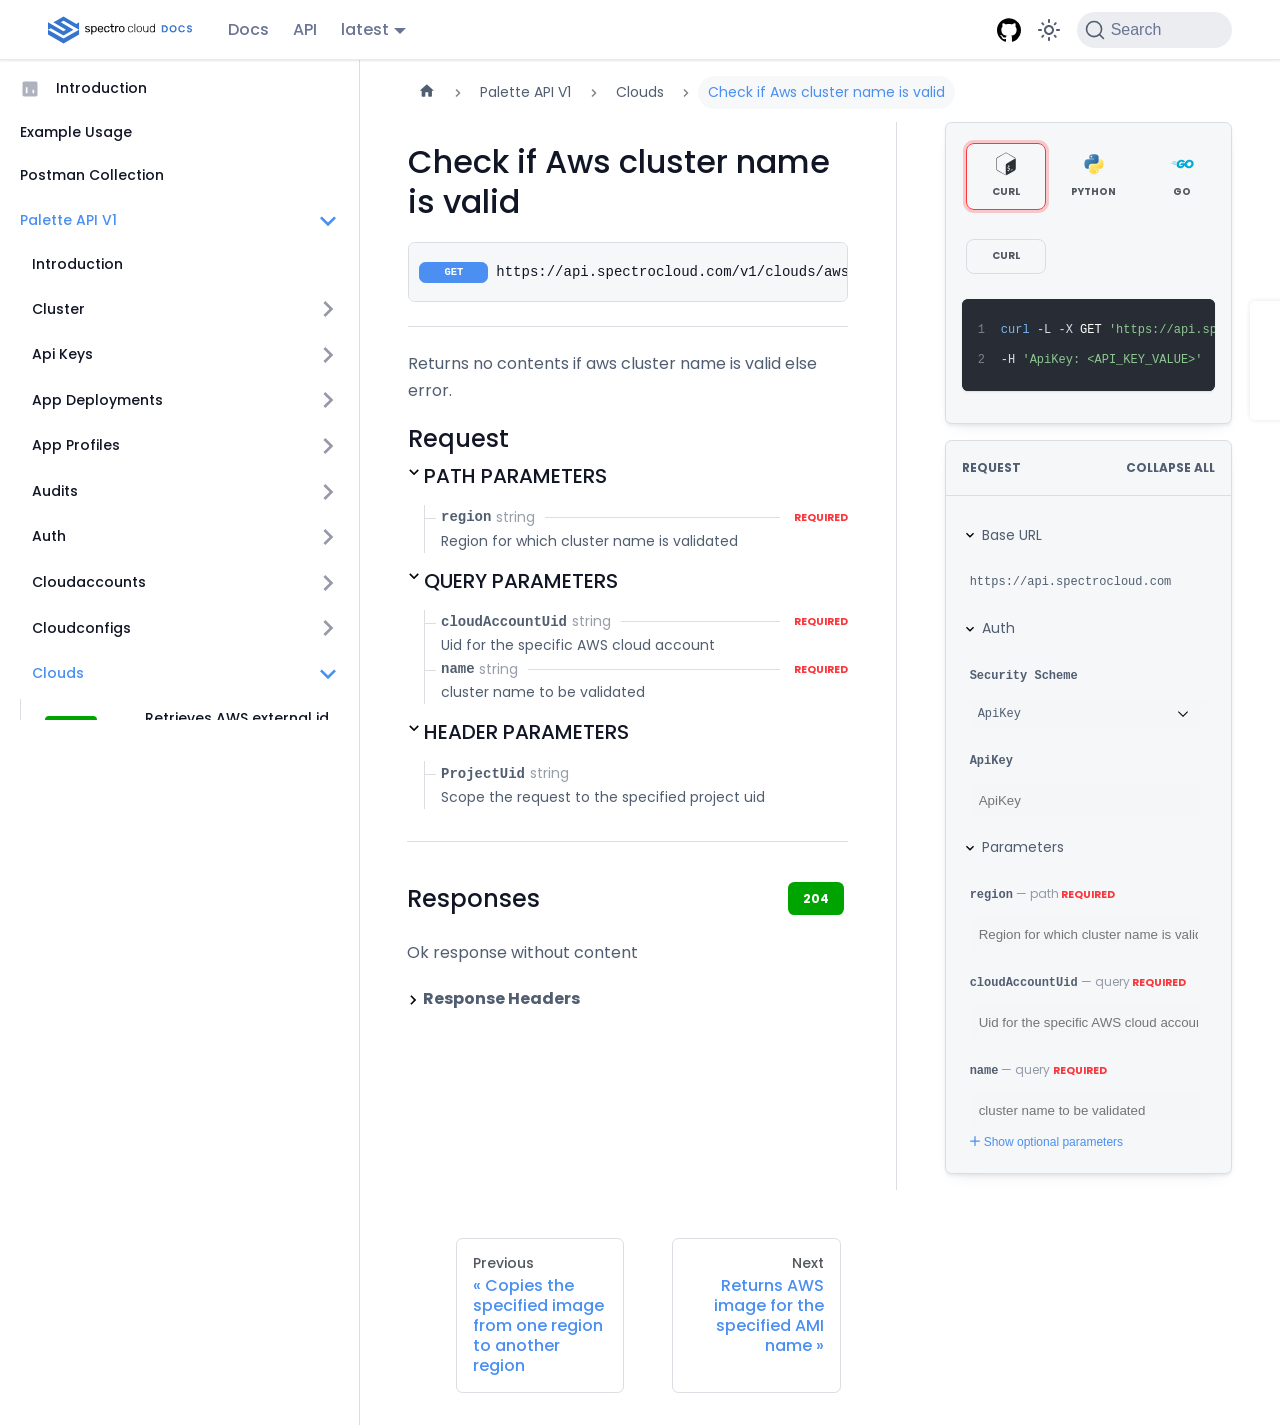 spectro cloud DOCS
Docs
API
latest
Search
Introduction
Example Usage
Postman Collection
Palette API V1
Introduction
Cluster
Api Keys
App Deployments
App Profiles
Audits
Auth
Cloudaccounts
Cloudconfigs
Clouds
Retrieves AWS external id
Palette API V1
Clouds
Check if Aws cluster name is valid
Check if Aws cluster name
is valid
GET https://api.spectrocloud.com/v1/clouds/aws
Returns no contents if aws cluster name is valid else
error.
Request
PATH PARAMETERS
region string REQUIRED
Region for which cluster name is validated
QUERY PARAMETERS
cloudAccountUid string REQUIRED
Uid for the specific AWS cloud account
name string REQUIRED
cluster name to be validated
HEADER PARAMETERS
ProjectUid string
Scope the request to the specified project uid
Responses
204
Ok response without content
Response Headers
CURL
PYTHON
GO
CURL
1 curl -L -X GET 'https://api.sp
2 -H 'ApiKey: <API_KEY_VALUE>'
REQUEST
COLLAPSE ALL
Base URL
https://api.spectrocloud.com
Auth
Security Scheme
ApiKey
ApiKey
ApiKey
Parameters
region — path REQUIRED
Region for which cluster name is valid
cloudAccountUid — query REQUIRED
Uid for the specific AWS cloud accoun
name — query REQUIRED
cluster name to be validated
Show optional parameters
Previous
« Copies the
specified image
from one region
to another
region
Next
Returns AWS
image for the
specified AMI
name »